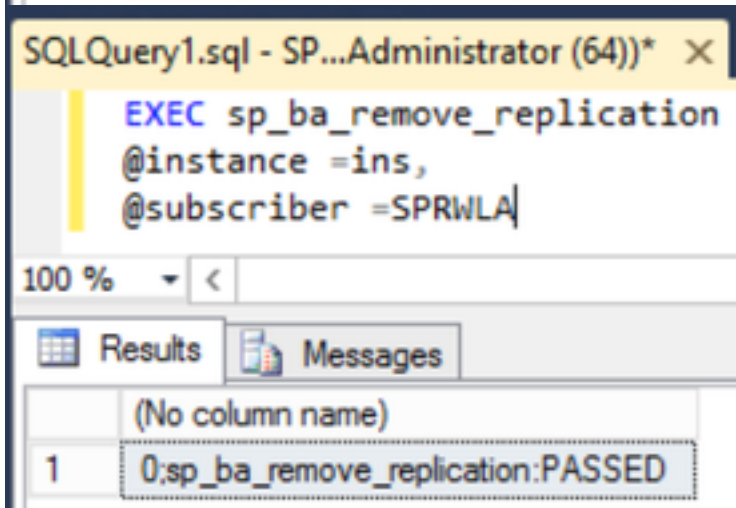 SQLQuery1.sql - SP...Administrator (64))*
EXEC sp_ba_remove_replication
@instance =ins,
@subscriber =SPRWLA
100 %
Results Messages
(No column name)
1 0;sp_ba_remove_replication:PASSED